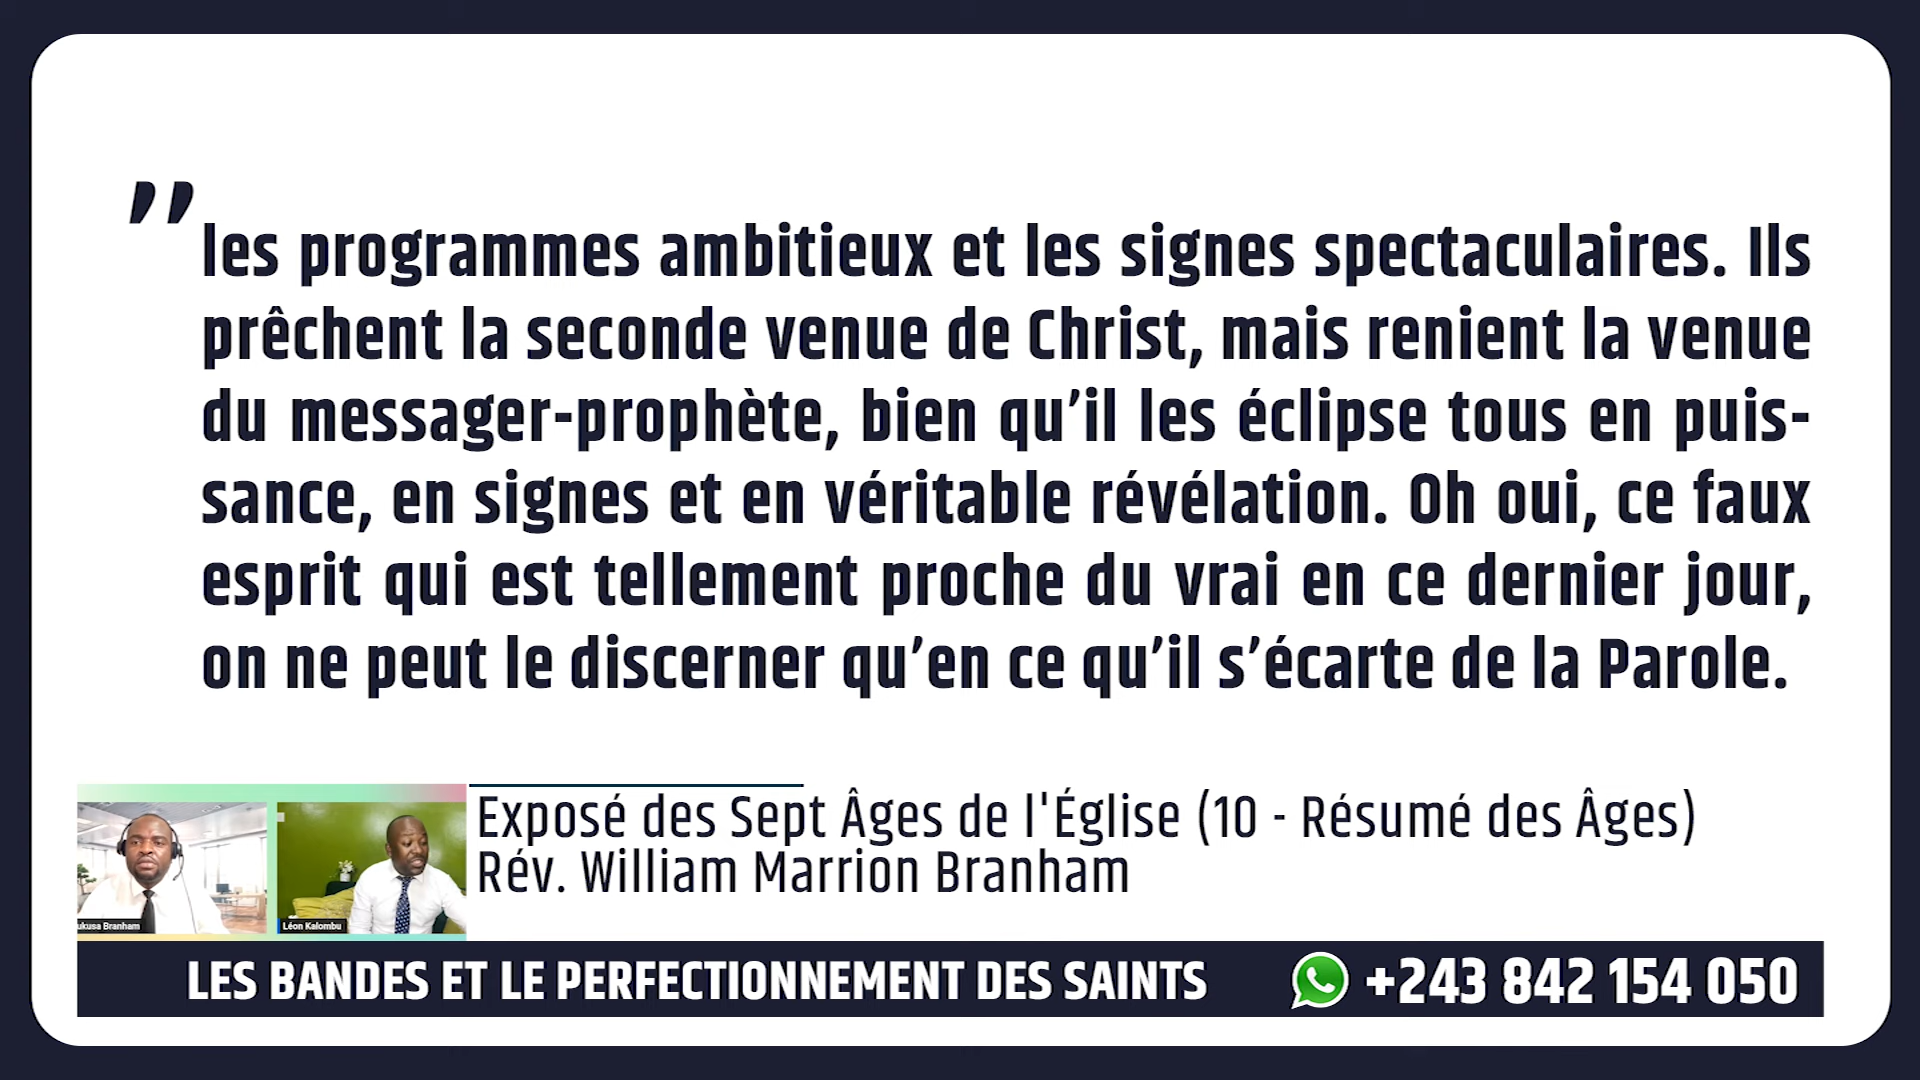 ”
les programmes ambitieux et les signes spectaculaires. Ils
prêchent la seconde venue de Christ, mais renient la venue
du messager-prophète, bien qu’il les éclipse tous en puis-
sance, en signes et en véritable révélation. Oh oui, ce faux
esprit qui est tellement proche du vrai en ce dernier jour,
on ne peut le discerner qu’en ce qu’il s’écarte de la Parole.
Exposé des Sept Âges de l'Église (10 - Résumé des Âges)
Rév. William Marrion Branham
ukusa Branham
Léon Kalombu
LES BANDES ET LE PERFECTIONNEMENT DES SAINTS
+243 842 154 050